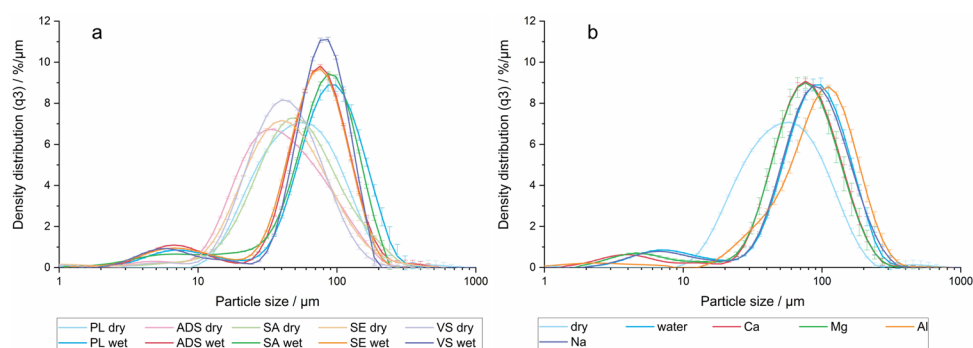 a
12
10
8
6
4
2
0
Density distribution (q3) / %/µm
1
10
100
1000
Particle size / µm
PL dry ADS dry SA dry SE dry VS dry
PL wet ADS wet SA wet SE wet VS wet
b
12
10
8
6
4
2
0
Density distribution (q3) / %/µm
1
10
100
1000
Particle size / µm
dry water Ca Mg Al
Na